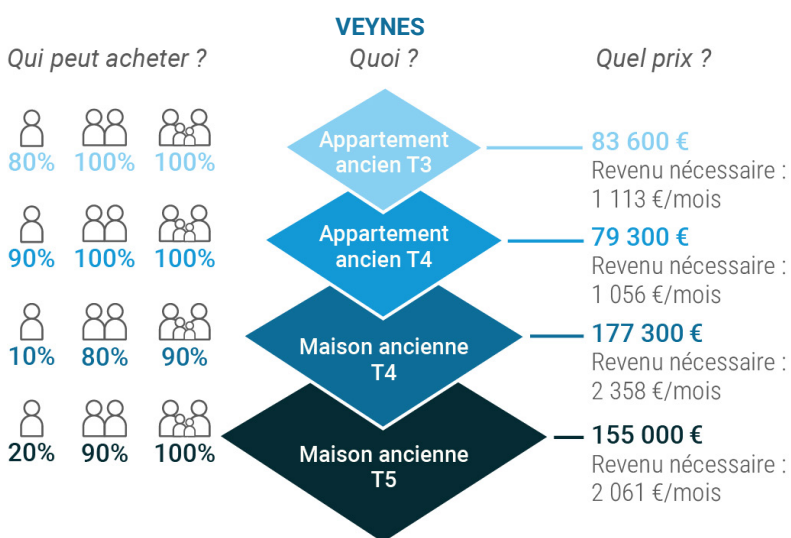 VEYNES
Qui peut acheter ?
Quoi ?
Quel prix ?
80% 100% 100%
Appartement
ancien T3
83 600 €
Revenu nécessaire :
1 113 €/mois
90% 100% 100%
Appartement
ancien T4
79 300 €
Revenu nécessaire :
1 056 €/mois
10% 80% 90%
Maison ancienne
T4
177 300 €
Revenu nécessaire :
2 358 €/mois
20% 90% 100%
Maison ancienne
T5
155 000 €
Revenu nécessaire :
2 061 €/mois